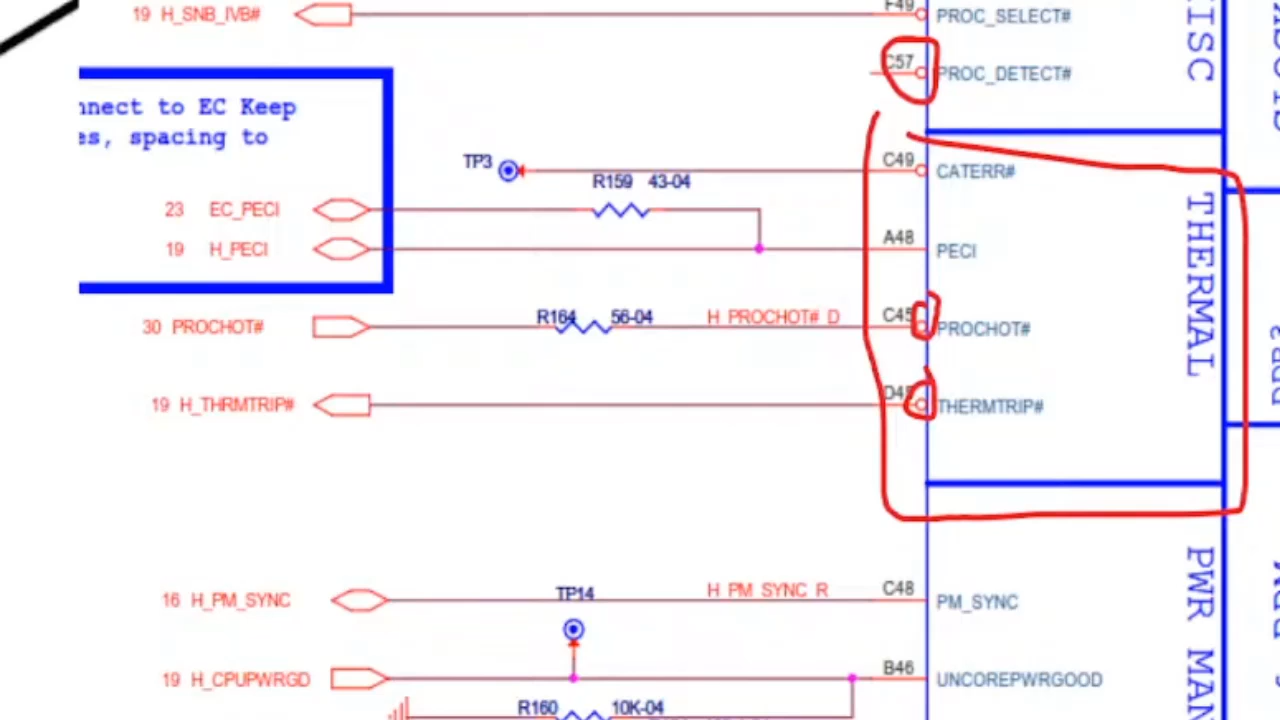 19 H_SNB_IVB#
F49
PROC_SELECT#
C57
PROC_DETECT#
nnect to EC Keep
es, spacing to
TP3
C49
CATERR#
R159 43-04
23 EC_PECI
19 H_PECI
A48
PECI
THERMAL
30 PROCHOT#
R164 56-04
H_PROCHOT#_D
C45
PROCHOT#
19 H_THRMTRIP#
D45
THERMTRIP#
16 H_PM_SYNC
TP14
H_PM_SYNC_R
C48
PM_SYNC
PWR MAN
19 H_CPUPWRGD
B46
UNCOREPWRGOOD
R160 10K-04